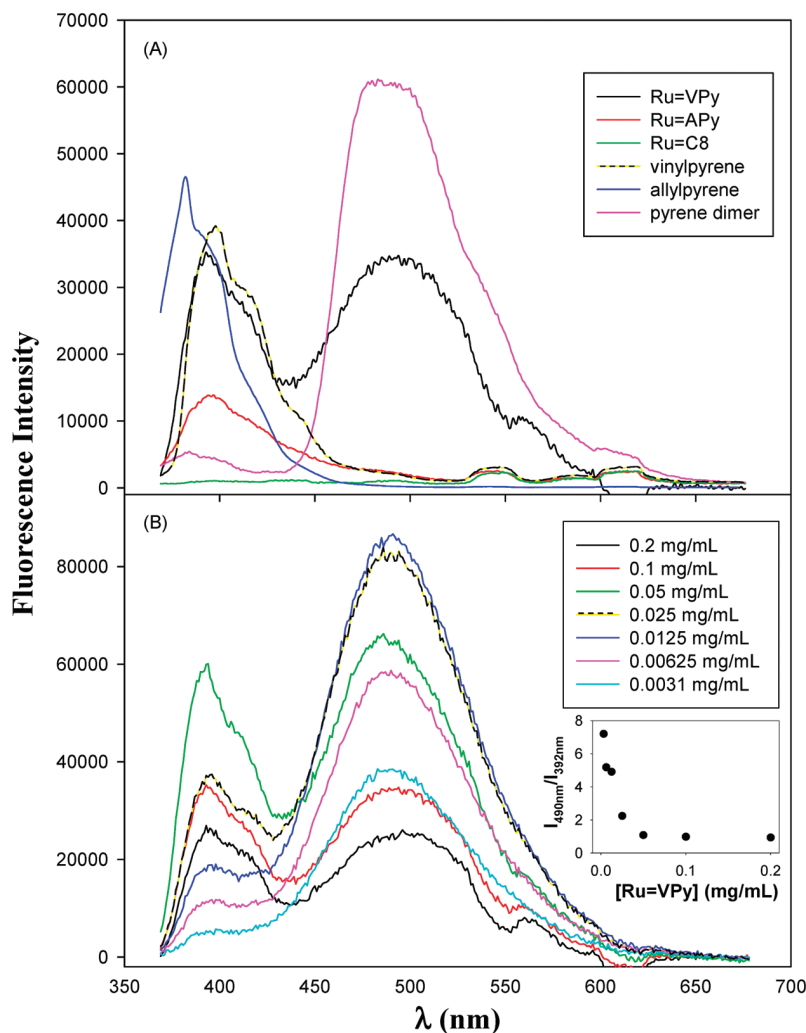 Fluorescence Intensity
(A)
70000
60000
50000
40000
30000
20000
10000
0
Ru=VPy
Ru=APy
Ru=C8
vinylpyrene
allylpyrene
pyrene dimer
(B)
80000
60000
40000
20000
0
0.2 mg/mL
0.1 mg/mL
0.05 mg/mL
0.025 mg/mL
0.0125 mg/mL
0.00625 mg/mL
0.0031 mg/mL
I490nm/I392nm
8
6
4
2
0
0.0 0.1 0.2
[Ru=VPy] (mg/mL)
350 400 450 500 550 600 650 700
λ (nm)